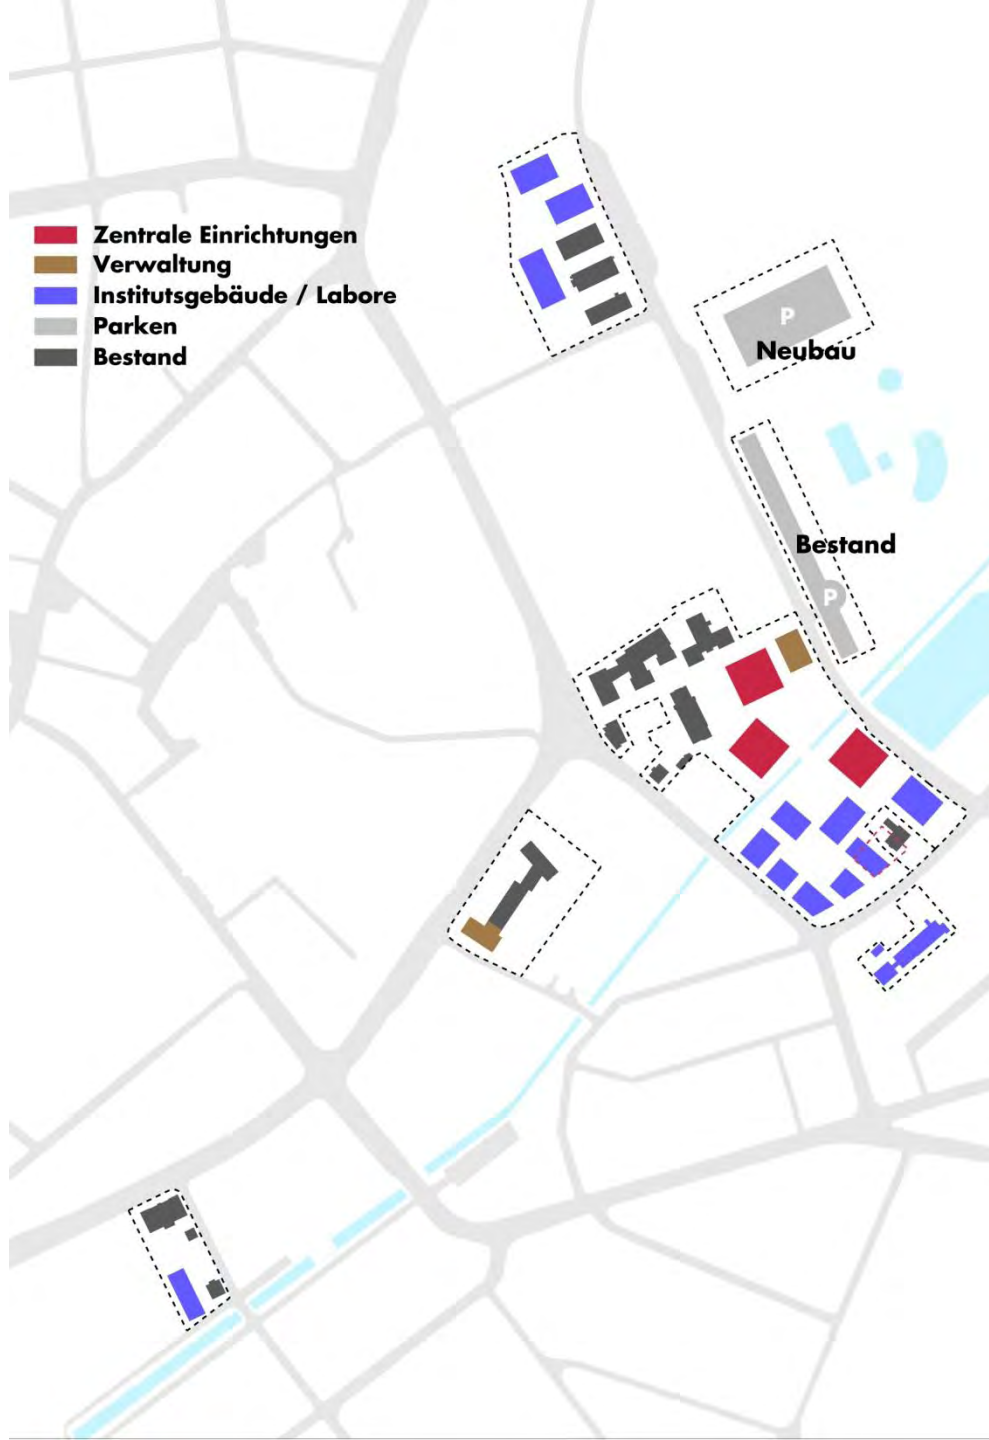 Zentrale Einrichtungen
Verwaltung
Institutsgebäude / Labore
Parken
Bestand
P
Neubau
Bestand
P